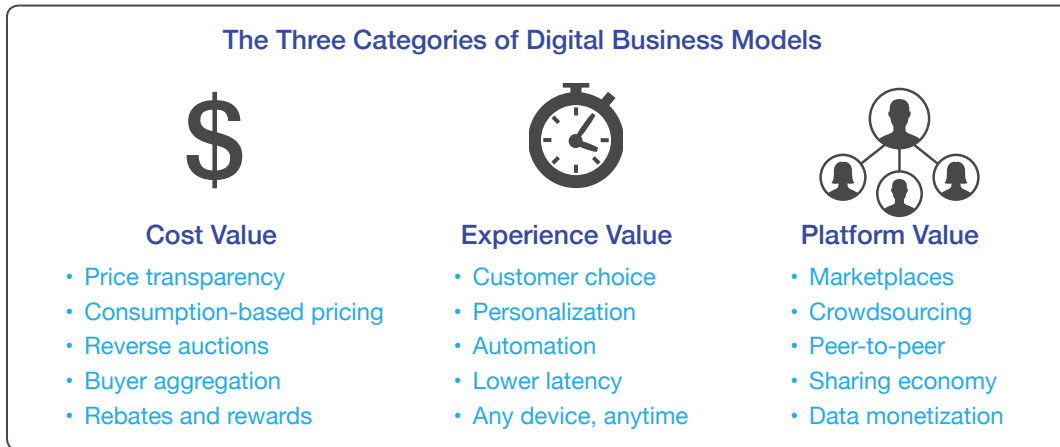 The Three Categories of Digital Business Models
$
Cost Value
• Price transparency
• Consumption-based pricing
• Reverse auctions
• Buyer aggregation
• Rebates and rewards
Experience Value
• Customer choice
• Personalization
• Automation
• Lower latency
• Any device, anytime
Platform Value
• Marketplaces
• Crowdsourcing
• Peer-to-peer
• Sharing economy
• Data monetization